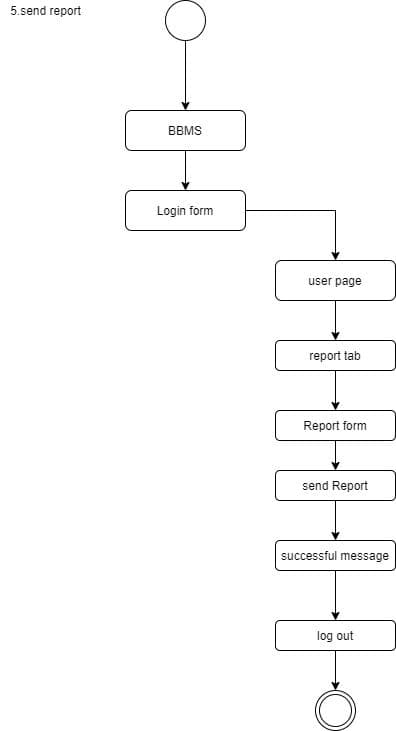 5.send report
BBMS
Login form
user page
report tab
Report form
send Report
successful message
log out